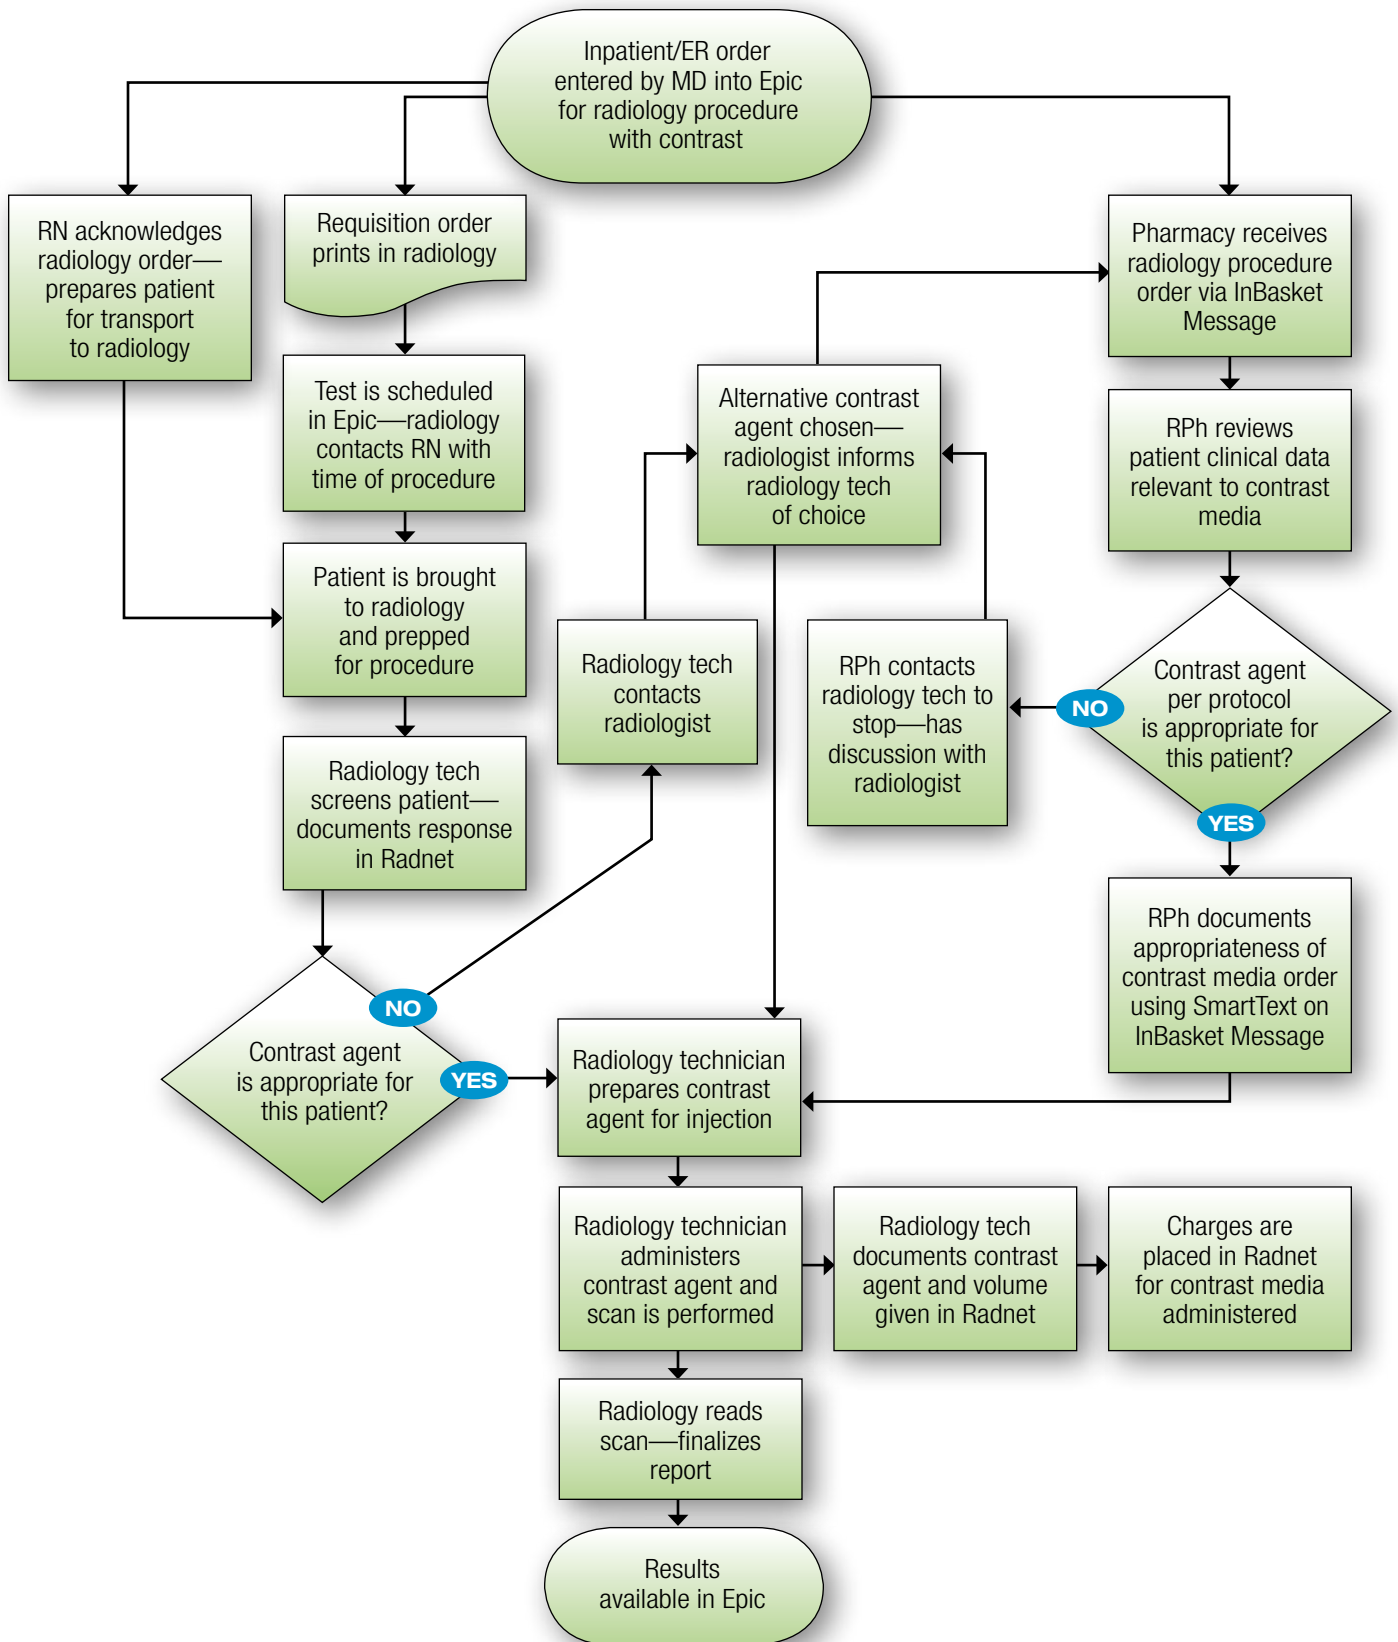 Inpatient/ER order
entered by MD into Epic
for radiology procedure
with contrast
RN acknowledges
radiology order—
prepares patient
for transport
to radiology
Requisition order
prints in radiology
Test is scheduled
in Epic—radiology
contacts RN with
time of procedure
Patient is brought
to radiology
and prepped
for procedure
Radiology tech
screens patient—
documents response
in Radnet
Contrast agent
is appropriate for
this patient?
NO
YES
Radiology tech
contacts
radiologist
Alternative contrast
agent chosen—
radiologist informs
radiology tech
of choice
Pharmacy receives
radiology procedure
order via InBasket
Message
RPh reviews
patient clinical data
relevant to contrast
media
Contrast agent
per protocol
is appropriate for
this patient?
NO
YES
RPh contacts
radiology tech to
stop—has
discussion with
radiologist
RPh documents
appropriateness of
contrast media order
using SmartText on
InBasket Message
Radiology technician
prepares contrast
agent for injection
Radiology technician
administers
contrast agent and
scan is performed
Radiology tech
documents contrast
agent and volume
given in Radnet
Charges are
placed in Radnet
for contrast media
administered
Radiology reads
scan—finalizes
report
Results
available in Epic